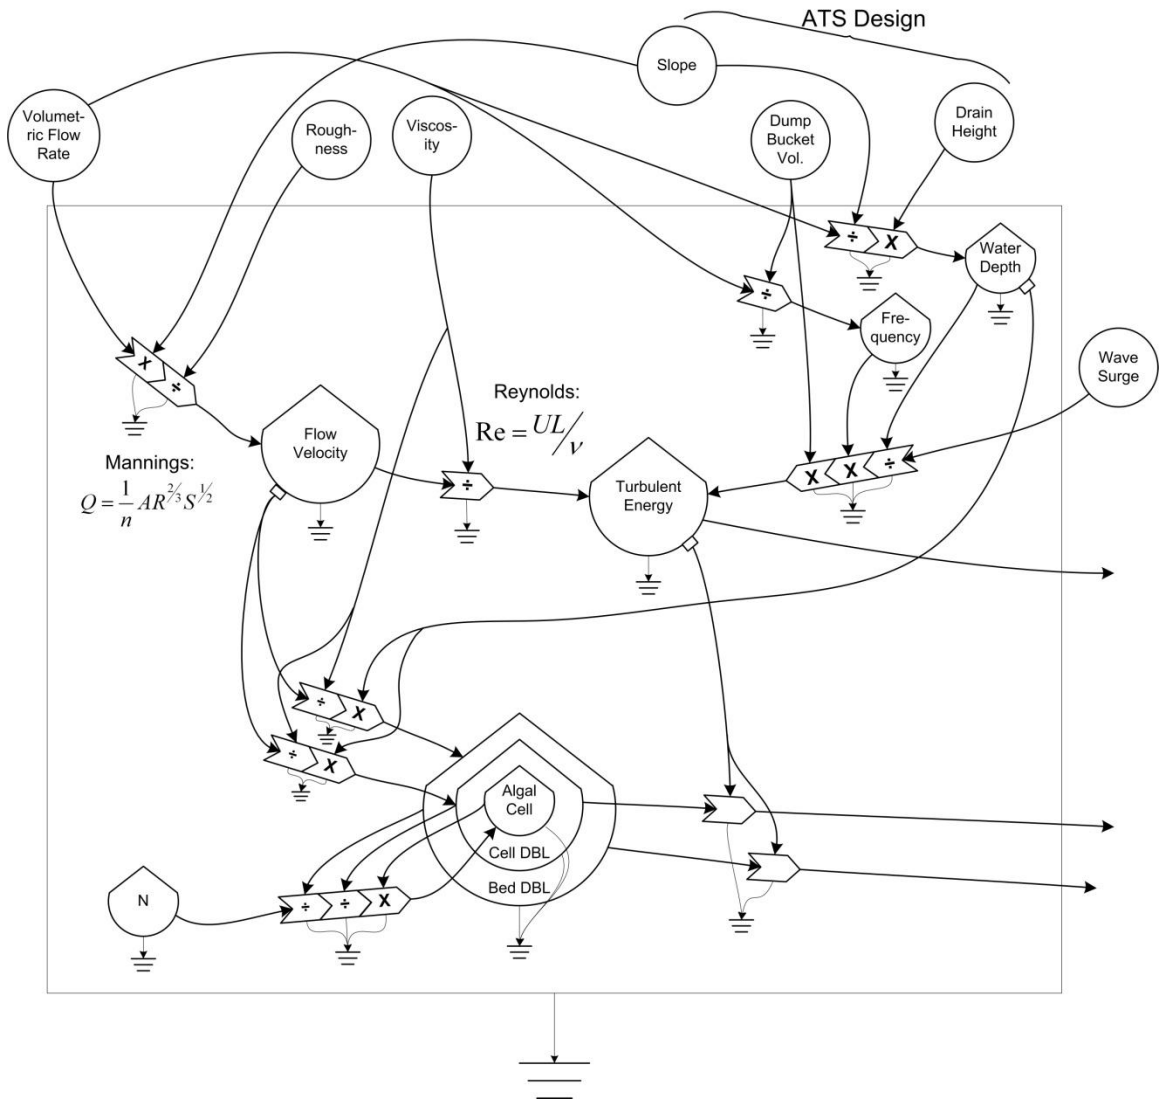 ATS Design
Slope
Volumet-
ric Flow
Rate
Rough-
ness
Viscos-
ity
Dump
Bucket
Vol.
Drain
Height
÷
X
Water
Depth
÷
Fre-
quency
Wave
Surge
X
÷
Flow
Velocity
Mannings:
Q = 1/n AR^2/3 S^1/2
Reynolds:
Re = UL/ν
÷
Turbulent
Energy
X
X
÷
÷
X
÷
X
Algal
Cell
Cell DBL
Bed DBL
N
÷
÷
X